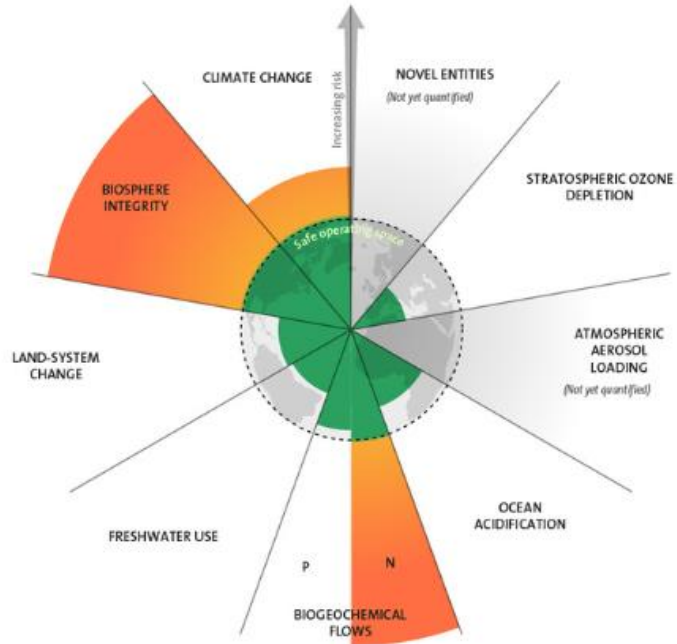 CLIMATE CHANGE
Increasing risk
NOVEL ENTITIES
(Not yet quantified)
STRATOSPHERIC OZONE
DEPLETION
BIOSPHERE
INTEGRITY
Safe operating space
LAND-SYSTEM
CHANGE
ATMOSPHERIC
AEROSOL
LOADING
(Not yet quantified)
OCEAN
ACIDIFICATION
FRESHWATER USE
P
N
BIOGEOCHEMICAL
FLOWS